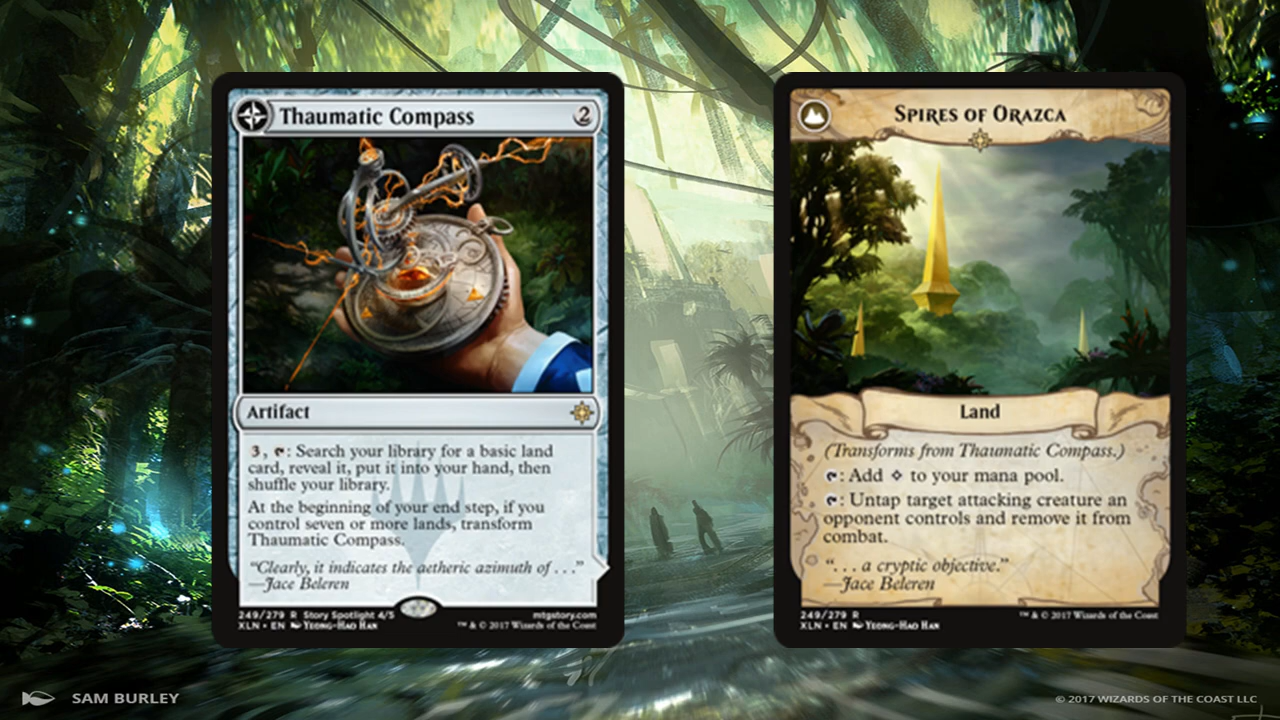 Thaumatic Compass 2
Artifact
3, : Search your library for a basic land
card, reveal it, put it into your hand, then
shuffle your library.
At the beginning of your end step, if you
control seven or more lands, transform
Thaumatic Compass.
“Clearly, it indicates the aetheric azimuth of . . .”
—Jace Beleren
249/279 R Story Spotlight 4/5 mtgstory.com
XLN • EN Yeong-Hao Han ™ & © 2017 Wizards of the Coast
Spires of Orazca
Land
(Transforms from Thaumatic Compass.)
: Add to your mana pool.
: Untap target attacking creature an
opponent controls and remove it from
combat.
“. . . a cryptic objective.”
—Jace Beleren
249/279 R ™ & © 2017 Wizards of the Coast
XLN • EN Yeong-Hao Han
SAM BURLEY © 2017 WIZARDS OF THE COAST LLC